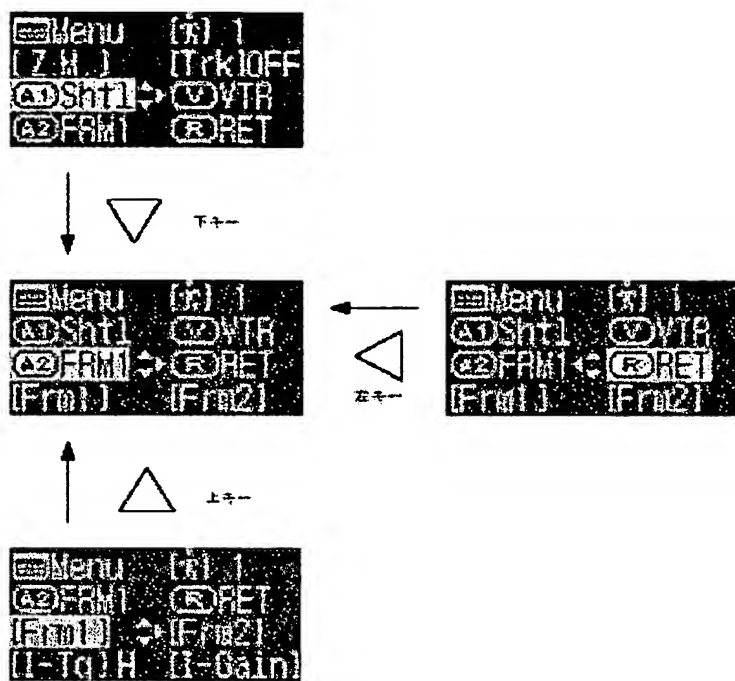 Menu [] 1
[Z.M.] [Trk]OFF
A1 Shtl V VTR
A2 FRM1 R RET
下キー
Menu [] 1
A1 Shtl V VTR
A2 FRM1 R RET
[Frm1] [Frm2]
Menu [] 1
A1 Shtl V VTR
A2 FRM1 R RET
[Frm1] [Frm2]
左キー
上キー
Menu [] 1
A2 FRM1 R RET
[Frm1] [Frm2]
[I-Tq]H [i-Gain]